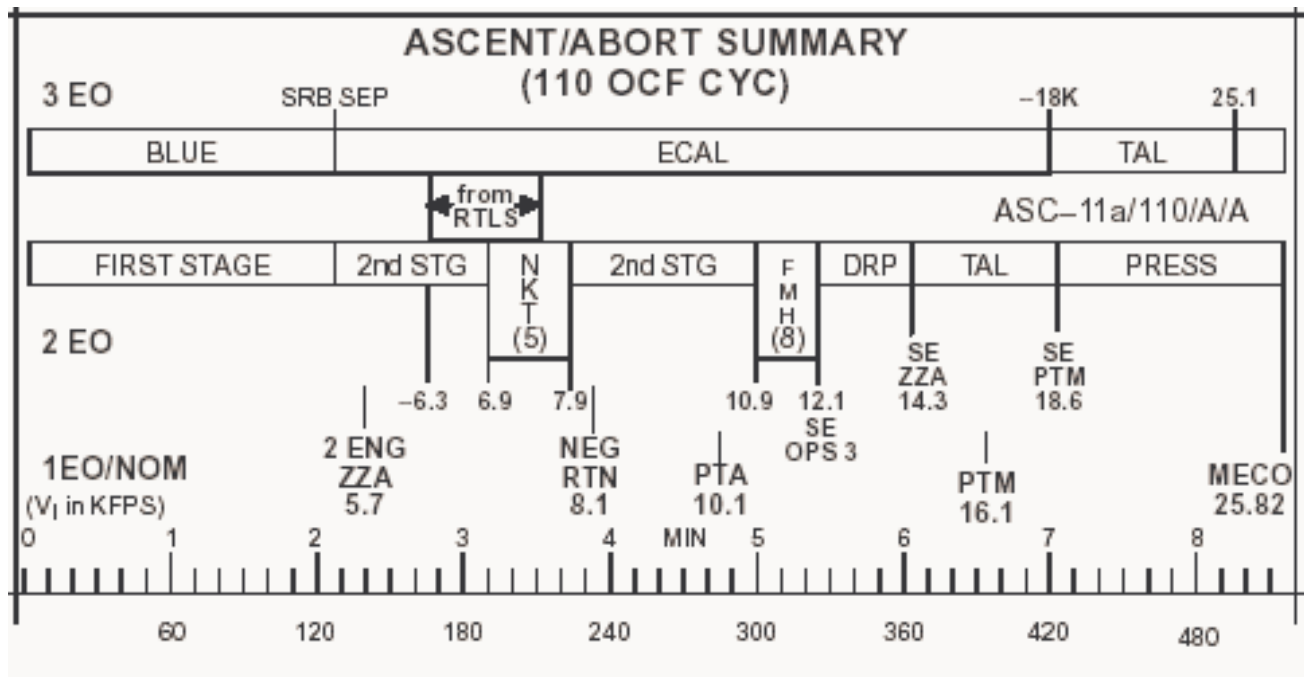 ASCENT/ABORT SUMMARY
(110 OCF CYC)
3 EO
SRB SEP
~18K
25.1
BLUE
ECAL
TAL
from
RTLS
ASC–11a/110/A/A
FIRST STAGE
2nd STG
N
K
T
(5)
2nd STG
F
M
H
(8)
DRP
TAL
PRESS
2 EO
~6.3
6.9
7.9
10.9
12.1
SE
OPS 3
SE
ZZA
14.3
SE
PTM
18.6
1EO/NOM
(VI in KFPS)
2 ENG
ZZA
5.7
NEG
RTN
8.1
PTA
10.1
PTM
16.1
MECO
25.82
0 1 2 3 4 MIN 5 6 7 8
60 120 180 240 300 360 420 480